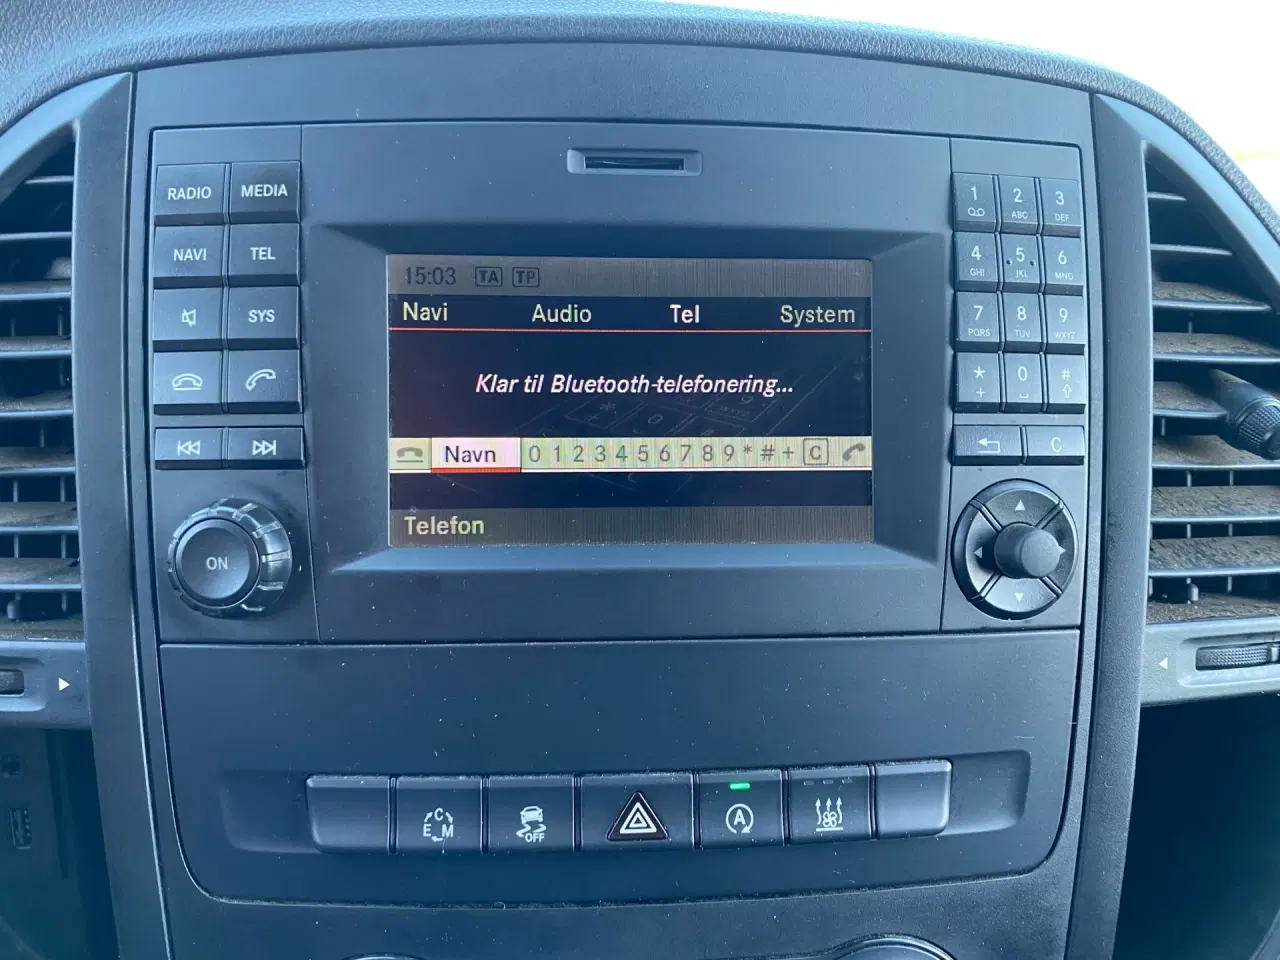 RADIO MEDIA
NAVI TEL
SYS
ON
15:03 TA TP
Navi Audio Tel System
Klar til Bluetooth-telefonering...
Navn 0 1 2 3 4 5 6 7 8 9 * # + C
Telefon
1 2 ABC 3 DEF
4 GHI 5 JKL 6 MNO
7 PQRS 8 TUV 9 WXYZ
* + 0 #
C
C E M OFF A